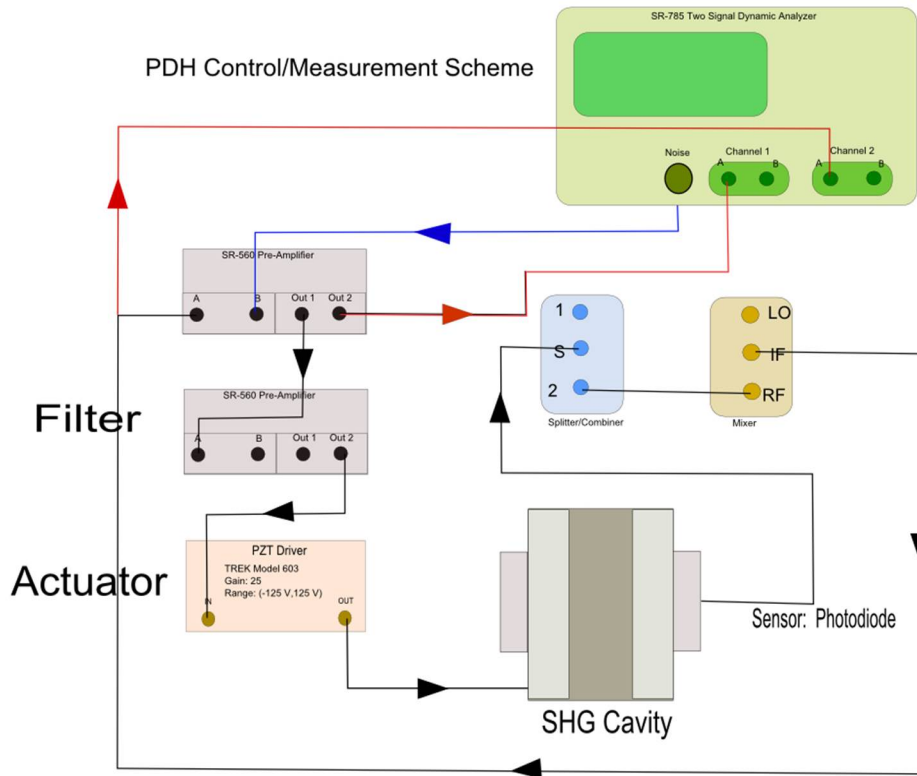 SR-785 Two Signal Dynamic Analyzer
PDH Control/Measurement Scheme
Noise
Channel 1
A
B
Channel 2
A
B
SR-560 Pre-Amplifier
A
B
Out 1
Out 2
1
S
2
Splitter/Combiner
LO
IF
RF
Mixer
Filter
SR-560 Pre-Amplifier
A
B
Out 1
Out 2
Actuator
PZT Driver
TREK Model 603
Gain: 25
Range: (-125 V,125 V)
IN
OUT
Sensor: Photodiode
SHG Cavity